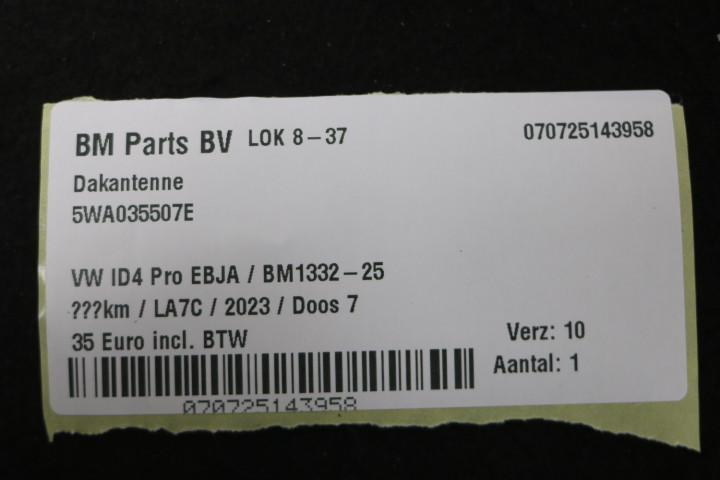 BM Parts BV LOK 8-37 070725143958
Dakantenne
5WA035507E
VW ID4 Pro EBJA / BM1332-25
???km / LA7C / 2023 / Doos 7
35 Euro incl. BTW Verz: 10
Aantal: 1
070725143958